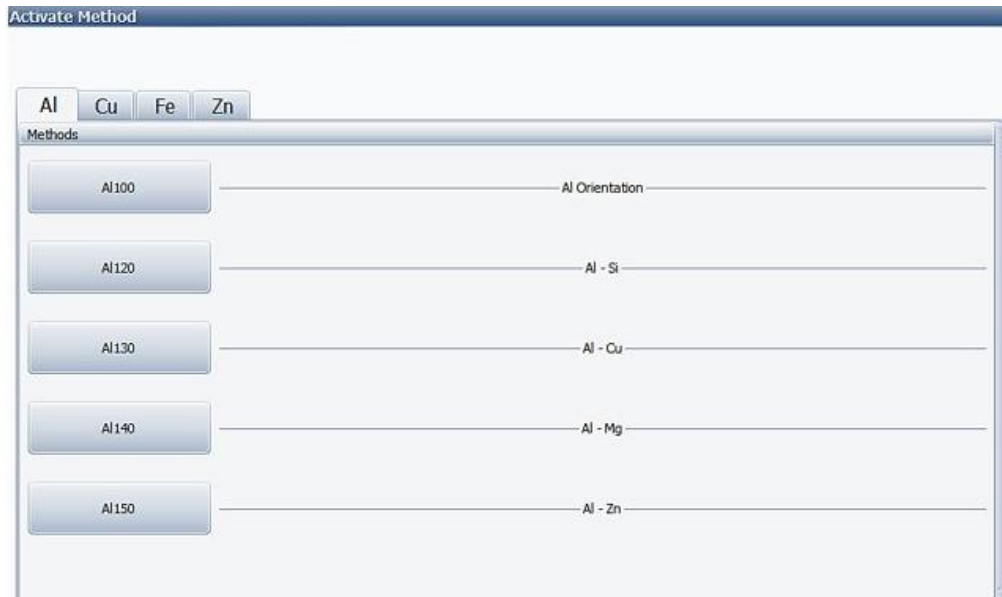 Activate Method
Al Cu Fe Zn
Methods
Al100 Al Orientation
Al120 Al - Si
Al130 Al - Cu
Al140 Al - Mg
Al150 Al - Zn